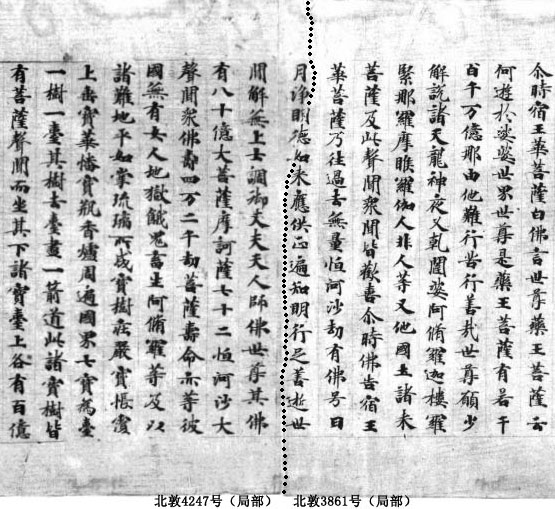 尒時宿王華菩薩白佛言世尊藥王菩薩云
何遊於娑婆世界世尊是藥王菩薩有若干
百千万億那由他難行苦行善哉世尊願少
解說諸天龍神夜叉乹闥婆阿脩羅迦樓羅
緊那羅摩睺羅伽人非人等又他國土諸来
菩薩及此聲聞衆聞皆歡喜尒時佛告宿王
華菩薩乃往過去無量恒河沙劫有佛号曰
月淨明德如来應供正遍知明行足善逝世
間解無上士調御丈夫天人師佛世尊其佛
有八十億大菩薩摩訶薩七十二恒河沙大
聲聞衆佛壽四万二千劫菩薩壽命亦等彼
國無有女人地獄餓鬼畜生阿脩羅等及以
諸難地平如掌琉璃所成寶樹莊嚴寶帳覆
上垂寶華幡寶瓶香爐周遍國界七寶為臺
一樹一臺其樹去臺盡一箭道此諸寶樹皆
有菩薩聲聞而坐其下諸寶臺上各有百億
北敦4247号（局部）
北敦3861号（局部）